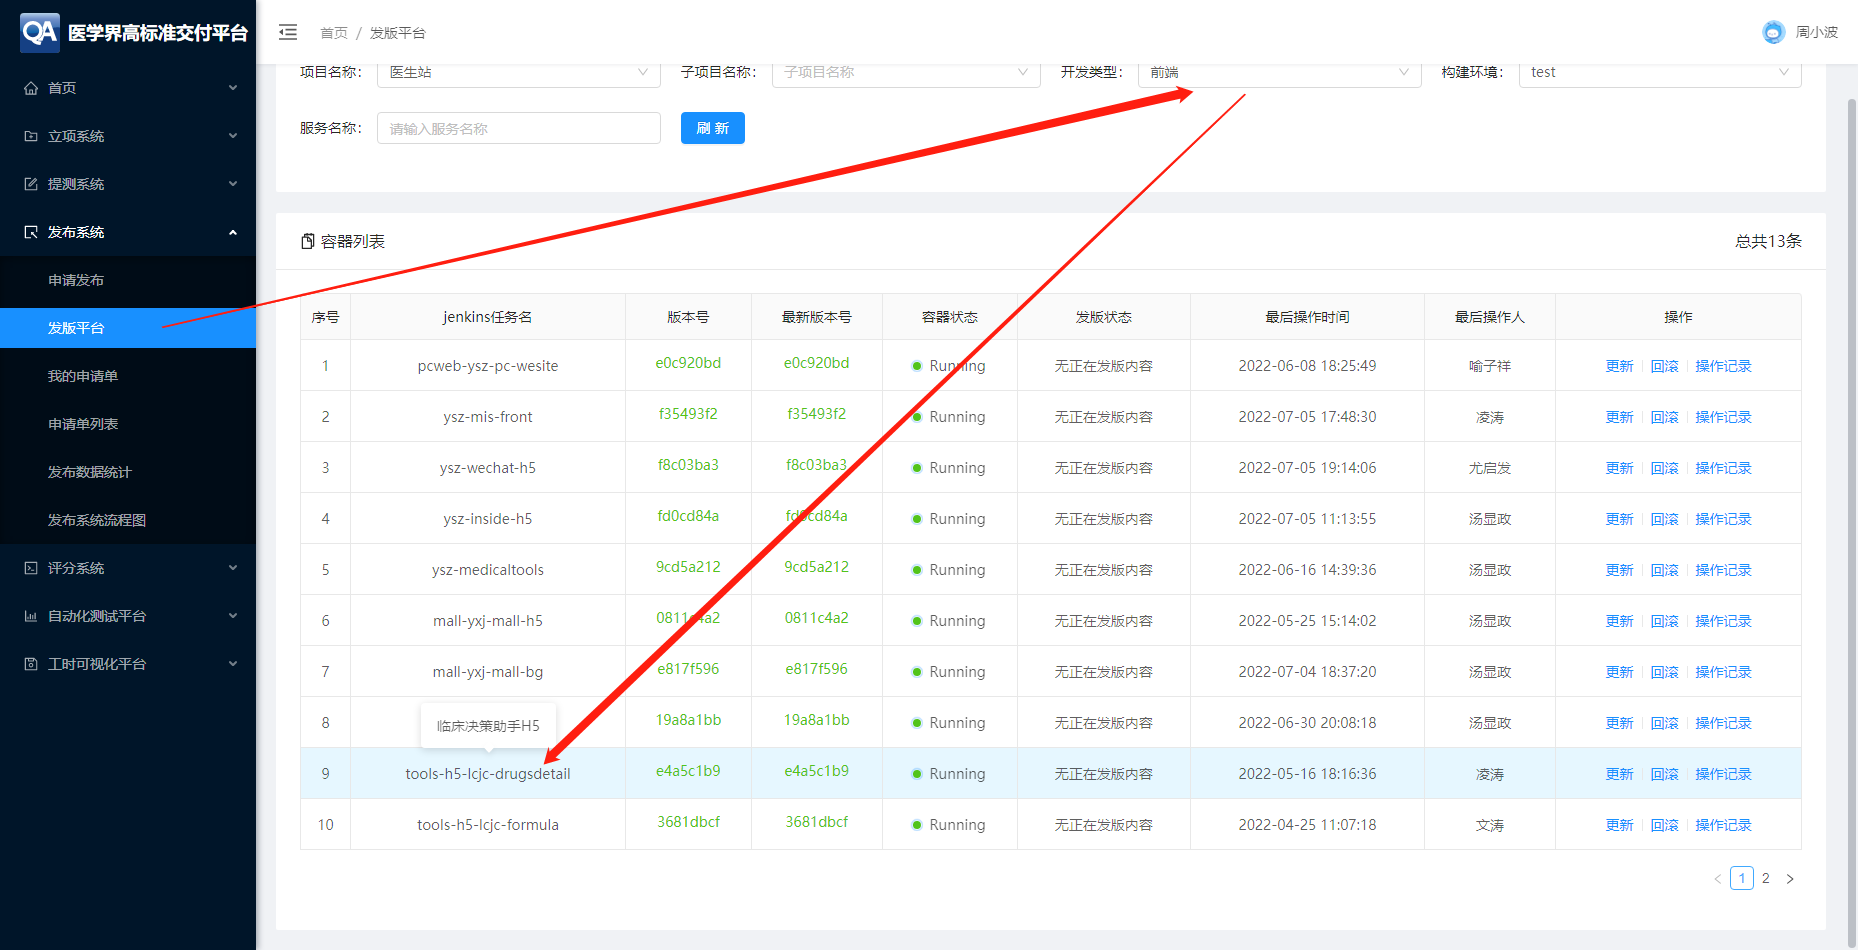 QA 医学界高标准交付平台
首页
立项系统
提测系统
发布系统
申请发布
发版平台
我的申请单
申请单列表
发布数据统计
发布系统流程图
评分系统
自动化测试平台
工时可视化平台
首页 / 发版平台
周小波
项目名称： 医生站 子项目名称： 子项目名称 开发类型： 前端 构建环境： test
服务名称： 请输入服务名称 刷 新
容器列表 总共13条
序号 jenkins任务名 版本号 最新版本号 容器状态 发版状态 最后操作时间 最后操作人 操作
1 pcweb-ysz-pc-wesite e0c920bd e0c920bd Running 无正在发版内容 2022-06-08 18:25:49 喻子祥 更新 回滚 操作记录
2 ysz-mis-front f35493f2 f35493f2 Running 无正在发版内容 2022-07-05 17:48:30 凌涛 更新 回滚 操作记录
3 ysz-wechat-h5 f8c03ba3 f8c03ba3 Running 无正在发版内容 2022-07-05 19:14:06 尤启发 更新 回滚 操作记录
4 ysz-inside-h5 fd0cd84a fd0cd84a Running 无正在发版内容 2022-07-05 11:13:55 汤显政 更新 回滚 操作记录
5 ysz-medicaltools 9cd5a212 9cd5a212 Running 无正在发版内容 2022-06-16 14:39:36 汤显政 更新 回滚 操作记录
6 mall-yxj-mall-h5 0811c4a2 0811c4a2 Running 无正在发版内容 2022-05-25 15:14:02 汤显政 更新 回滚 操作记录
7 mall-yxj-mall-bg e817f596 e817f596 Running 无正在发版内容 2022-07-04 18:37:20 汤显政 更新 回滚 操作记录
8 19a8a1bb 19a8a1bb Running 无正在发版内容 2022-06-30 20:08:18 汤显政 更新 回滚 操作记录
临床决策助手H5
9 tools-h5-lcjc-drugsdetail e4a5c1b9 e4a5c1b9 Running 无正在发版内容 2022-05-16 18:16:36 凌涛 更新 回滚 操作记录
10 tools-h5-lcjc-formula 3681dbcf 3681dbcf Running 无正在发版内容 2022-04-25 11:07:18 文涛 更新 回滚 操作记录
< 1 2 >